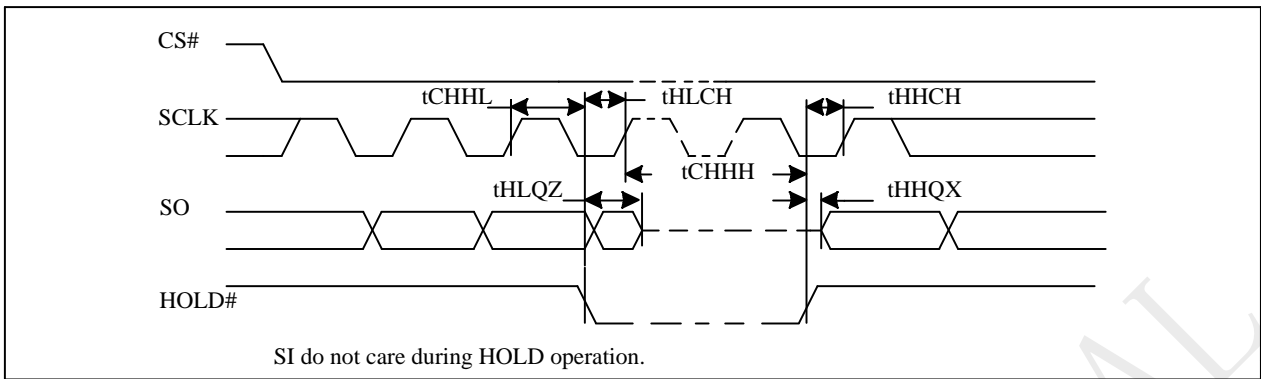 CS#
tCHHL
tHLCH
tHHCH
SCLK
tCHHH
tHLQZ
tHHQX
SO
HOLD#
SI do not care during HOLD operation.